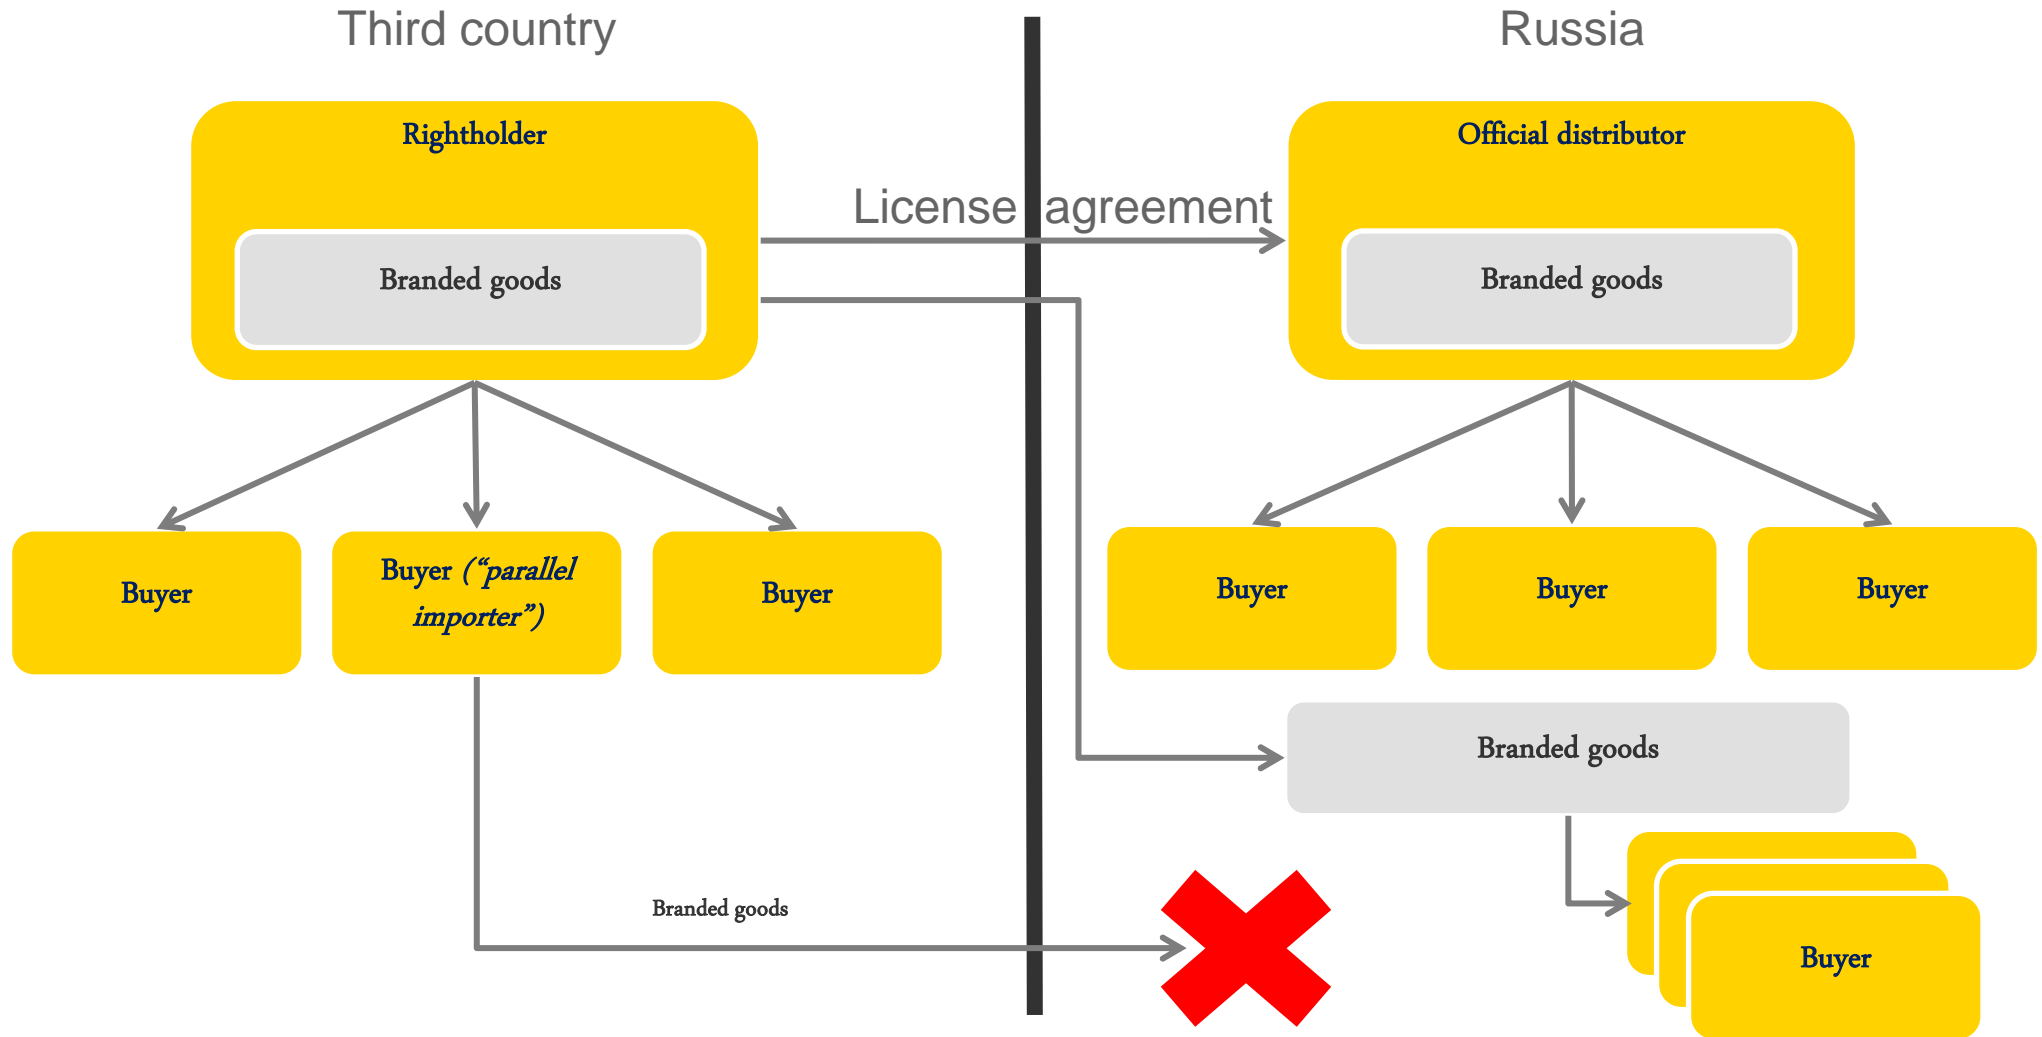 Third country
Russia
Rightholder
Official distributor
License agreement
Branded goods
Branded goods
Buyer
Buyer (“parallel
importer”)
Buyer
Buyer
Buyer
Buyer
Branded goods
Branded goods
Buyer